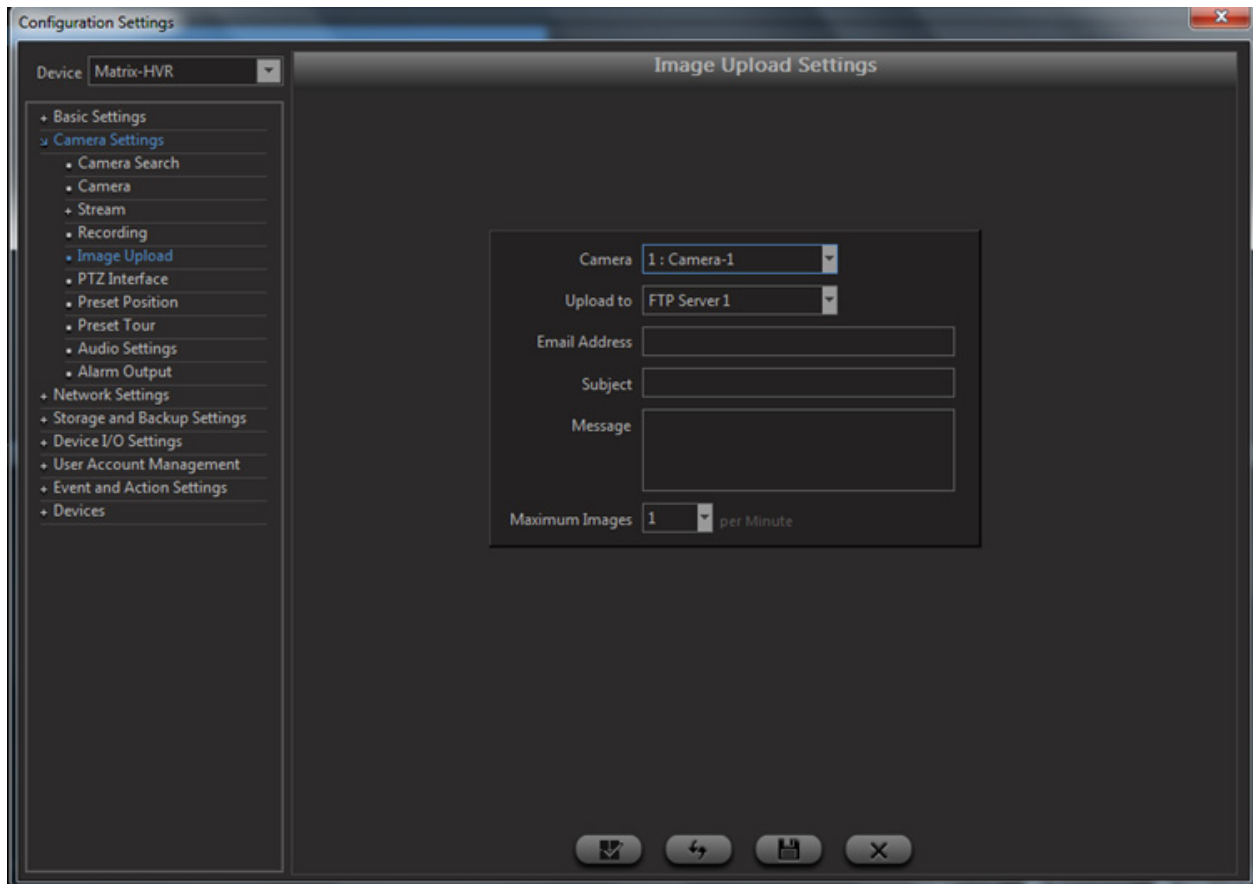 Configuration Settings
Device Matrix-HVR
+ Basic Settings
Camera Settings
Camera Search
Camera
+ Stream
Recording
Image Upload
PTZ Interface
Preset Position
Preset Tour
Audio Settings
Alarm Output
+ Network Settings
+ Storage and Backup Settings
+ Device I/O Settings
+ User Account Management
+ Event and Action Settings
+ Devices
Image Upload Settings
Camera 1 : Camera-1
Upload to FTP Server 1
Email Address
Subject
Message
Maximum Images 1 per Minute